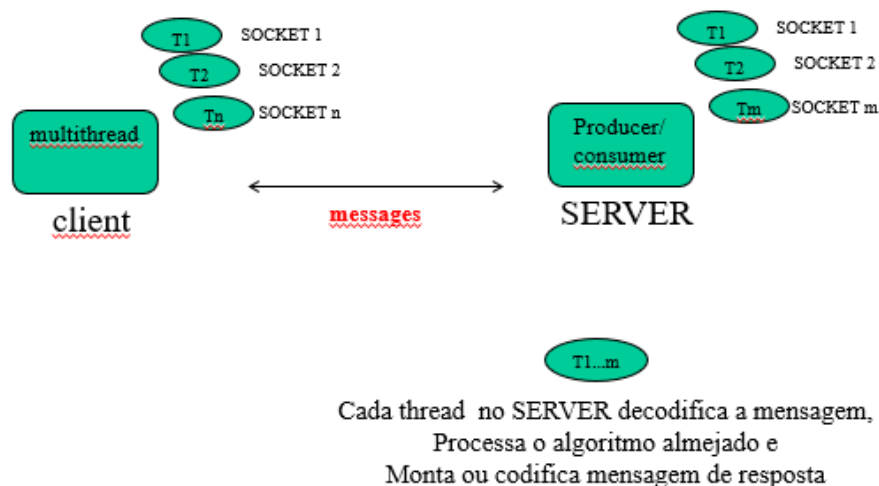 T1 SOCKET 1
T2 SOCKET 2
Tn SOCKET n
multithread
client
messages
T1 SOCKET 1
T2 SOCKET 2
Tm SOCKET m
Producer/
consumer
SERVER
T1...m
Cada thread no SERVER decodifica a mensagem,
Processa o algoritmo almejado e
Monta ou codifica mensagem de resposta